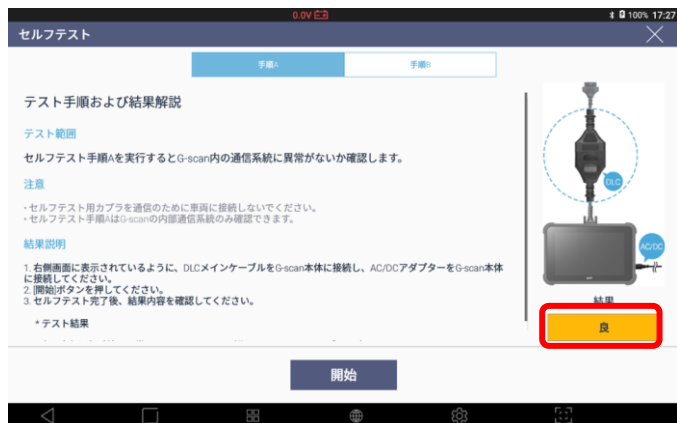 0.0V
100% 17:27
セルフテスト
手順A
手順B
テスト手順および結果解説
テスト範囲
セルフテスト手順Aを実行するとG-scan内の通信系統に異常がないか確認します。
注意
・セルフテスト用カプラを通信のために車両に接続しないでください。
・セルフテスト手順AはG-scanの内部通信系統のみ確認できます。
結果説明
1. 右側画面に表示されているように、DLCメインケーブルをG-scan本体に接続し、AC/DCアダプターをG-scan本体
に接続してください。
2. [開始]ボタンを押してください。
3. セルフテスト完了後、結果内容を確認してください。
* テスト結果
DLC
AC/DC
結果
良
開始